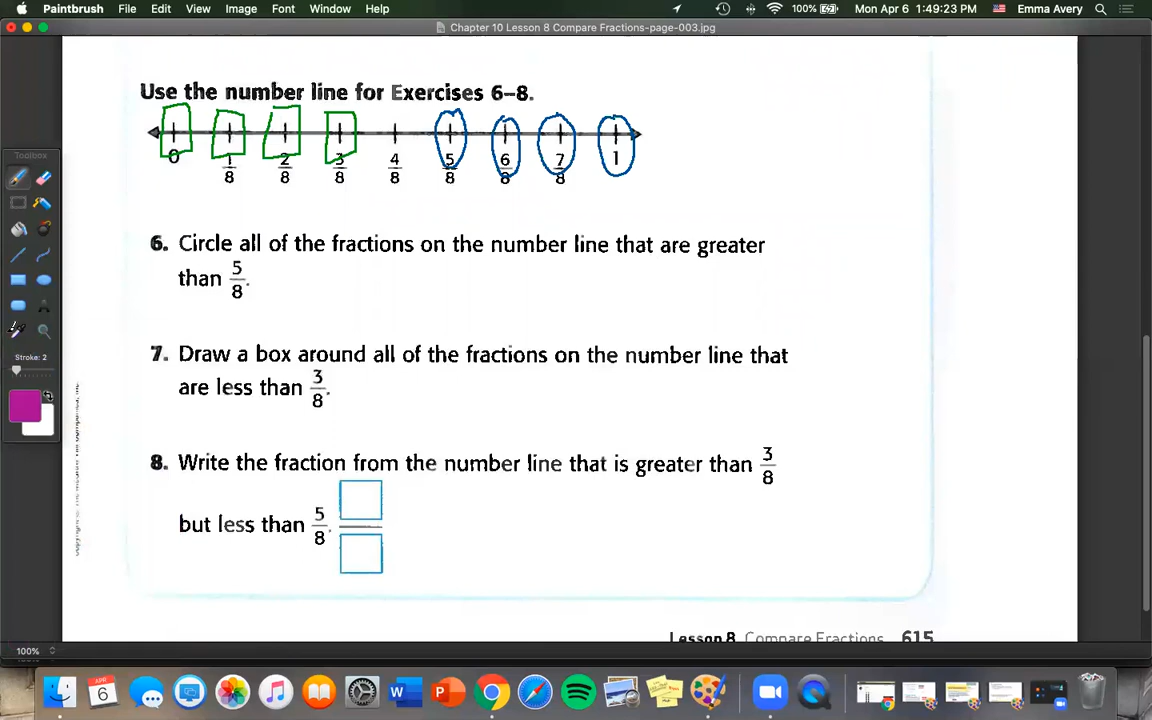 Paintbrush File Edit View Image Font Window Help 100% Mon Apr 6 1:49:23 PM Emma Avery
Chapter 10 Lesson 8 Compare Fractions-page-003.jpg
Use the number line for Exercises 6–8.
0 1/8 2/8 3/8 4/8 5/8 6/8 7/8 1
Toolbox
6. Circle all of the fractions on the number line that are greater
than 5/8.
7. Draw a box around all of the fractions on the number line that
are less than 3/8.
Stroke: 2
8. Write the fraction from the number line that is greater than 3/8
but less than 5/8.
Lesson 8 Compare Fractions 615
100%
APR
6
W
P